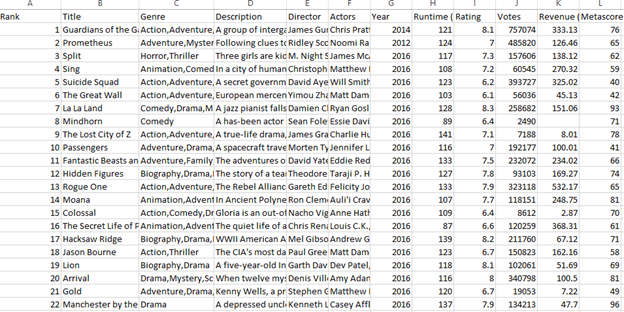 A B C D E F G H I J K L
Rank Title Genre Description Director Actors Year Runtime ( Rating Votes Revenue ( Metascore
1 Guardians of the Ga Action,Adventure, A group of interga James Gur Chris Pratt 2014 121 8.1 757074 333.13 76
2 Prometheus Adventure,Myster Following clues to Ridley Sco Noomi Ra 2012 124 7 485820 126.46 65
3 Split Horror,Thriller Three girls are kid M. Night S James Mc 2016 117 7.3 157606 138.12 62
4 Sing Animation,Comed In a city of human Christoph Matthew 2016 108 7.2 60545 270.32 59
5 Suicide Squad Action,Adventure, A secret governm David Aye Will Smith 2016 123 6.2 393727 325.02 40
6 The Great Wall Action,Adventure, European mercen Yimou Zha Matt Dam 2016 103 6.1 56036 45.13 42
7 La La Land Comedy,Drama,M A jazz pianist falls Damien Cl Ryan Gosl 2016 128 8.3 258682 151.06 93
8 Mindhorn Comedy A has-been actor Sean Fole Essie Davi 2016 89 6.4 2490 71
9 The Lost City of Z Action,Adventure, A true-life drama, James Gra Charlie Hu 2016 141 7.1 7188 8.01 78
10 Passengers Adventure,Drama, A spacecraft trave Morten Ty Jennifer L 2016 116 7 192177 100.01 41
11 Fantastic Beasts an Adventure,Family The adventures o David Yate Eddie Red 2016 133 7.5 232072 234.02 66
12 Hidden Figures Biography,Drama,H The story of a tea Theodore Taraji P. H 2016 127 7.8 93103 169.27 74
13 Rogue One Action,Adventure, The Rebel Allianc Gareth Ed Felicity Jo 2016 133 7.9 323118 532.17 65
14 Moana Animation,Advent In Ancient Polyne Ron Clem Auli'i Crav 2016 107 7.7 118151 248.75 81
15 Colossal Action,Comedy,Dr Gloria is an out-of Nacho Vig Anne Hath 2016 109 6.4 8612 2.87 70
16 The Secret Life of P Animation,Advent The quiet life of a Chris Rena Louis C.K., 2016 87 6.6 120259 368.31 61
17 Hacksaw Ridge Biography,Drama, WWII American A Mel Gibso Andrew G 2016 139 8.2 211760 67.12 71
18 Jason Bourne Action,Thriller The CIA's most da Paul Gree Matt Dam 2016 123 6.7 150823 162.16 58
19 Lion Biography,Drama A five-year-old In Garth Dav Dev Patel, 2016 118 8.1 102061 51.69 69
20 Arrival Drama,Mystery,Sc When twelve my Denis Ville Amy Adan 2016 116 8 340798 100.5 81
21 Gold Adventure,Drama, Kenny Wells, a pr Stephen G Matthew 2016 120 6.7 19053 7.22 49
22 Manchester by the Drama A depressed uncl Kenneth L Casey Affl 2016 137 7.9 134213 47.7 96